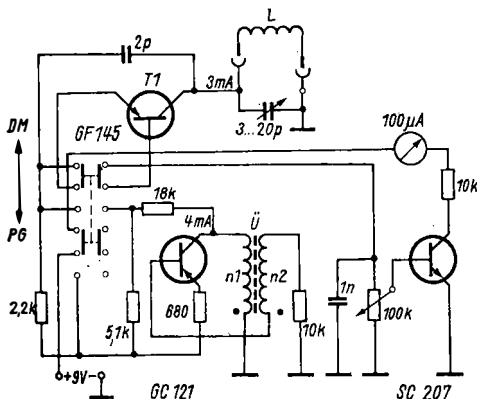 2p
L
T1
3mA
GF145
3...20p
100µA
DM
PG
10k
18k
4mA
Ü
n1
n2
2,2k
5,1k
680
10k
1n
100k
+9V-
GC 121
SC 207